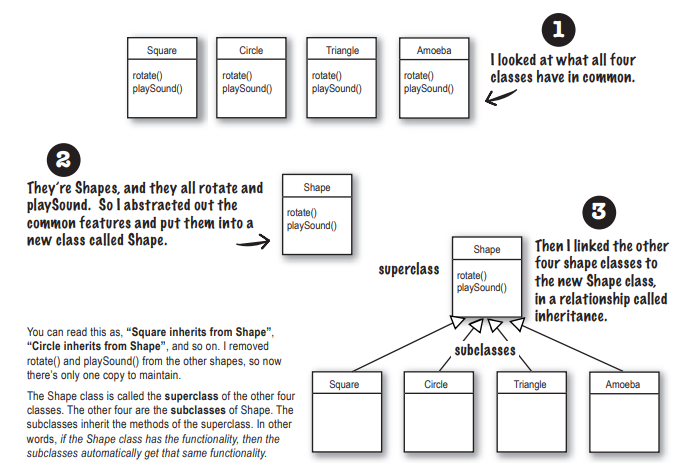 Square
rotate()
playSound()
Circle
rotate()
playSound()
Triangle
rotate()
playSound()
Amoeba
rotate()
playSound()
1
I looked at what all four
classes have in common.
2
They're Shapes, and they all rotate and
playSound. So I abstracted out the
common features and put them into a
new class called Shape.
Shape
rotate()
playSound()
3
Then I linked the other
four shape classes to
the new Shape class,
in a relationship called
inheritance.
superclass
Shape
rotate()
playSound()
subclasses
Square
Circle
Triangle
Amoeba
You can read this as, “Square inherits from Shape”,
“Circle inherits from Shape”, and so on. I removed
rotate() and playSound() from the other shapes, so now
there's only one copy to maintain.
The Shape class is called the superclass of the other four
classes. The other four are the subclasses of Shape. The
subclasses inherit the methods of the superclass. In other
words, if the Shape class has the functionality, then the
subclasses automatically get that same functionality.